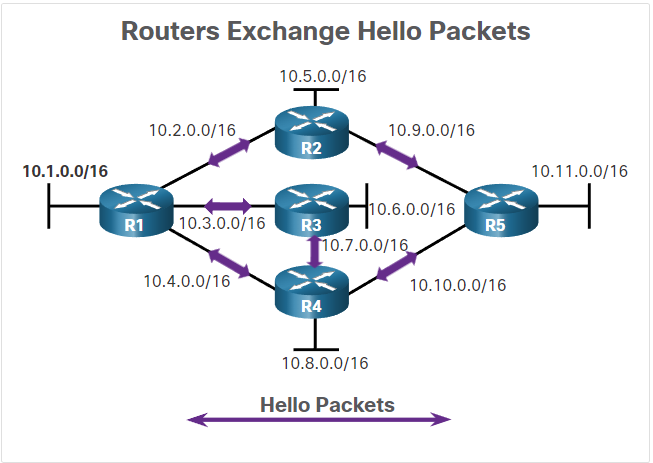 Routers Exchange Hello Packets
10.5.0.0/16
10.2.0.0/16
10.9.0.0/16
R2
10.1.0.0/16
10.11.0.0/16
R1
10.3.0.0/16
R3
10.6.0.0/16
R5
10.7.0.0/16
10.4.0.0/16
10.10.0.0/16
R4
10.8.0.0/16
Hello Packets